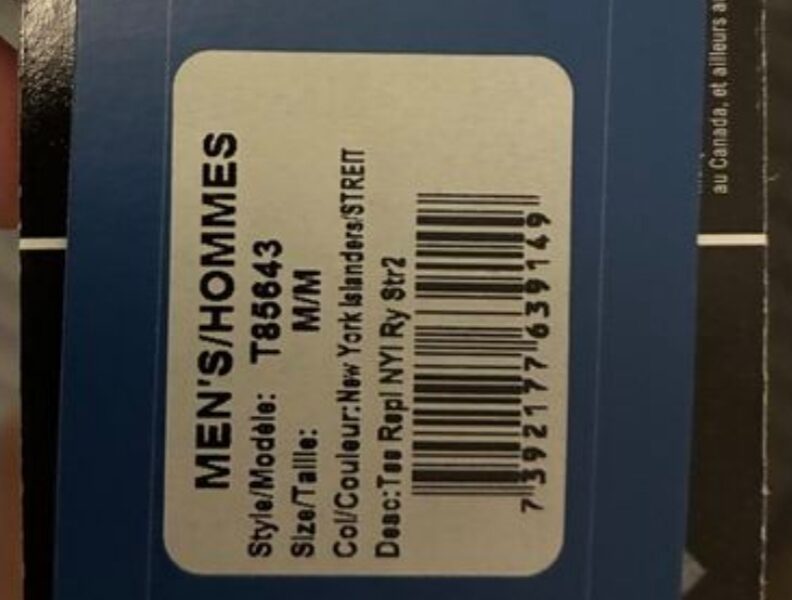 MEN'S/HOMMES
Style/Modèle: T85643
Size/Taille: M/M
Col/Couleur:New York Islanders/STREIT
Desc:Tee Repl NYI Ry Str2
7 392177 639149
au Canada, et ailleurs